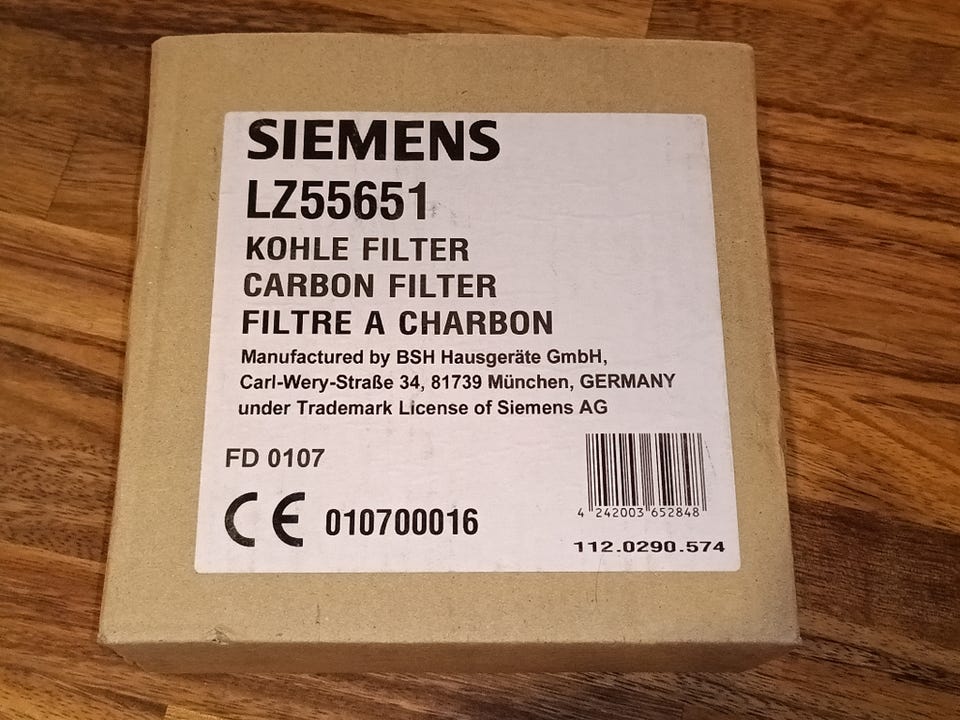 SIEMENS
LZ55651
KOHLE FILTER
CARBON FILTER
FILTRE A CHARBON
Manufactured by BSH Hausgeräte GmbH,
Carl-Wery-Straße 34, 81739 München, GERMANY
under Trademark License of Siemens AG
FD 0107
CE 010700016
4 242003 652848
112.0290.574